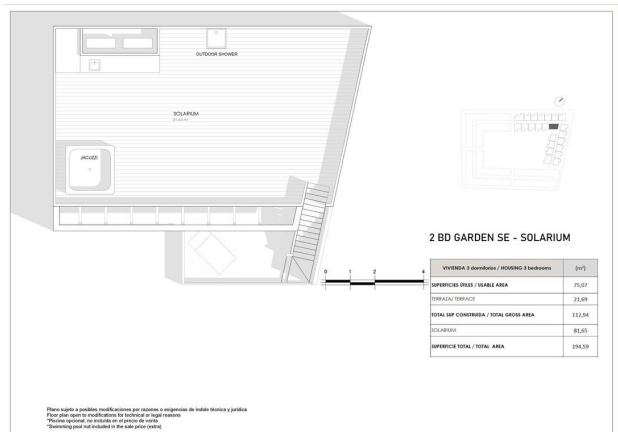 OUTDOOR SHOWER
SOLARIUM
JACUZZI
0 1 2 4
2 BD GARDEN SE - SOLARIUM
VIVIENDA 3 dormitorios / HOUSING 3 bedrooms (m²)
SUPERFICIES ÚTILES / USABLE AREA 75,07
TERRAZA/ TERRACE 21,69
TOTAL SUP CONSTRUIDA / TOTAL GROSS AREA 112,94
SOLARIUM 81,65
SUPERFICIE TOTAL / TOTAL AREA 194,59
Plano sujeto a posibles modificaciones por razones o exigencias de índole técnica y jurídica
Floor plan open to modifications for technical or legal reasons
*Piscina opcional, no incluida en el precio de venta
*Swimming pool not included in the sale price (extra)